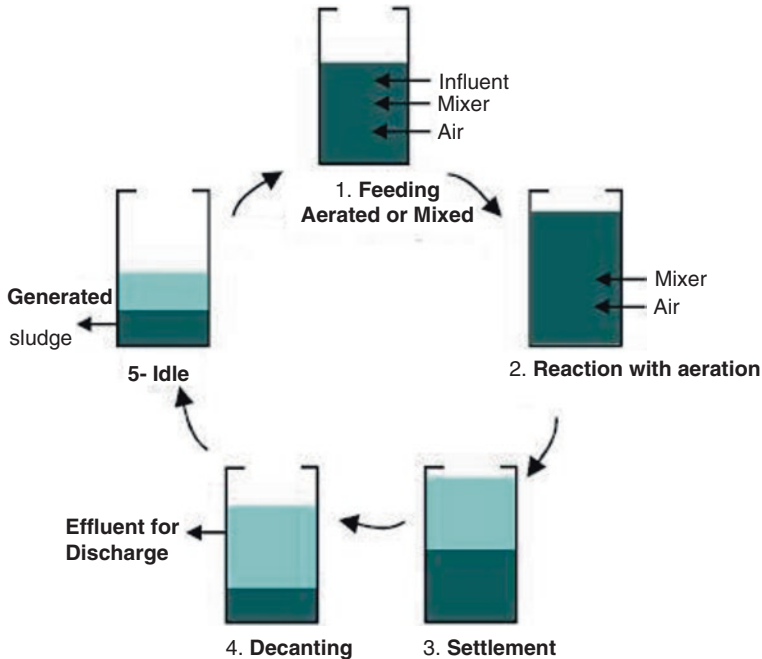 Influent
Mixer
Air
1. Feeding
Aerated or Mixed
Mixer
Air
2. Reaction with aeration
3. Settlement
4. Decanting
Effluent for
Discharge
5- Idle
Generated
sludge